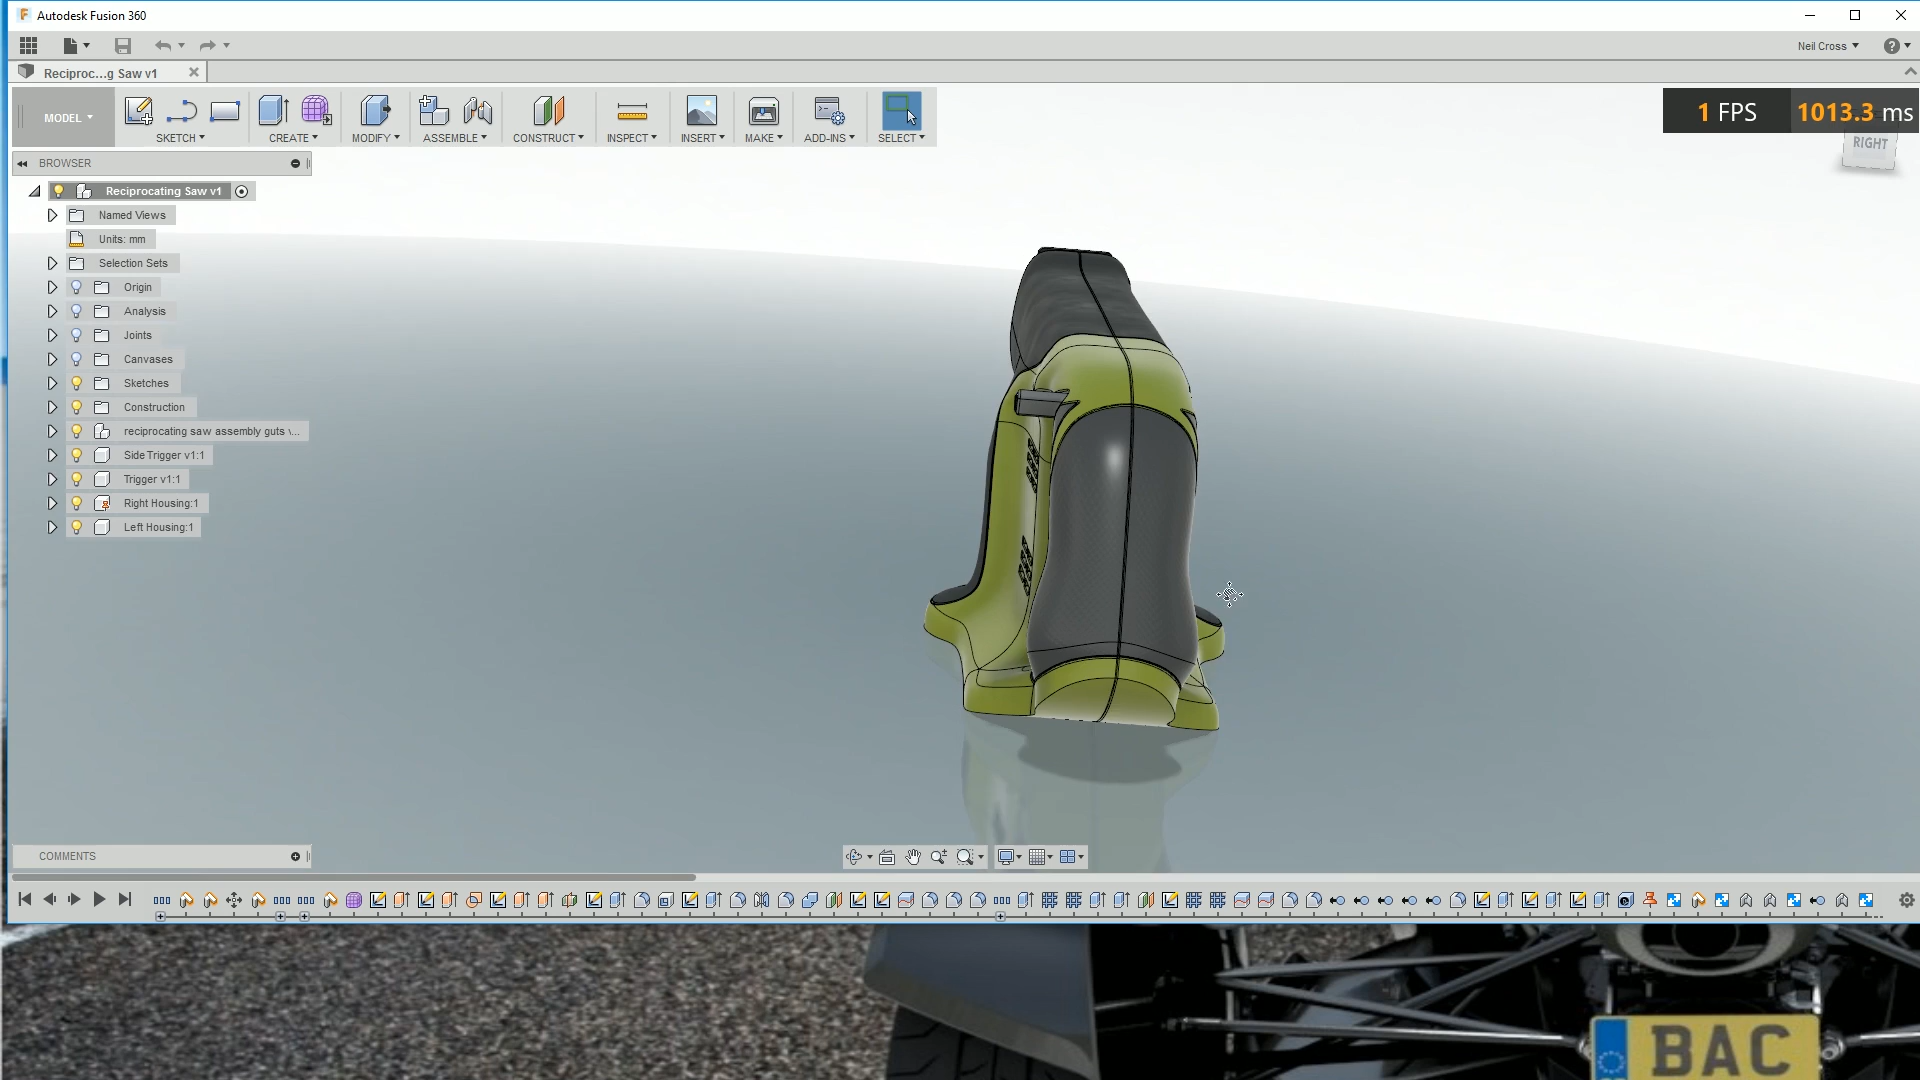 Autodesk Fusion 360
Neil Cross
Reciproc...g Saw v1
MODEL
SKETCH
CREATE
MODIFY
ASSEMBLE
CONSTRUCT
INSPECT
INSERT
MAKE
ADD-INS
SELECT
1 FPS 1013.3 ms
RIGHT
BROWSER
Reciprocating Saw v1
Named Views
Units: mm
Selection Sets
Origin
Analysis
Joints
Canvases
Sketches
Construction
reciprocating saw assembly guts \...
Side Trigger v1:1
Trigger v1:1
Right Housing:1
Left Housing:1
COMMENTS
BAC